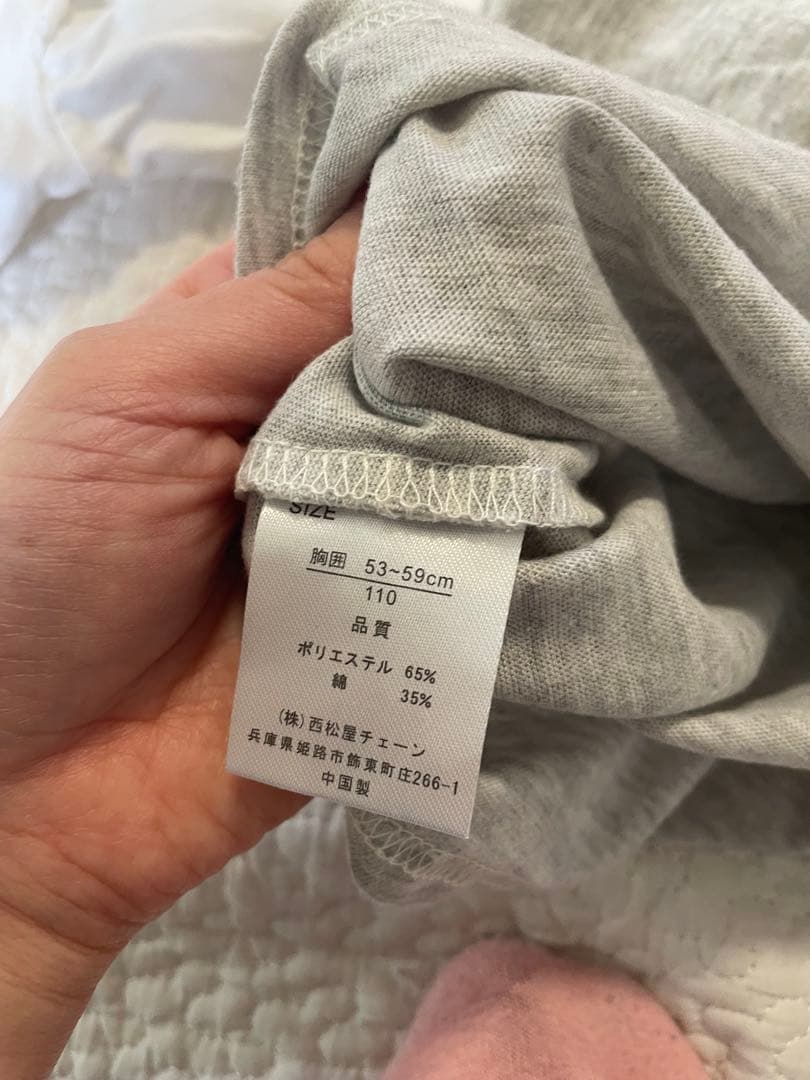 SIZE
胸囲 53~59cm
110
品質
ポリエステル 65%
綿 35%
(株)西松屋チェーン
兵庫県姫路市飾東町庄266-1
中国製